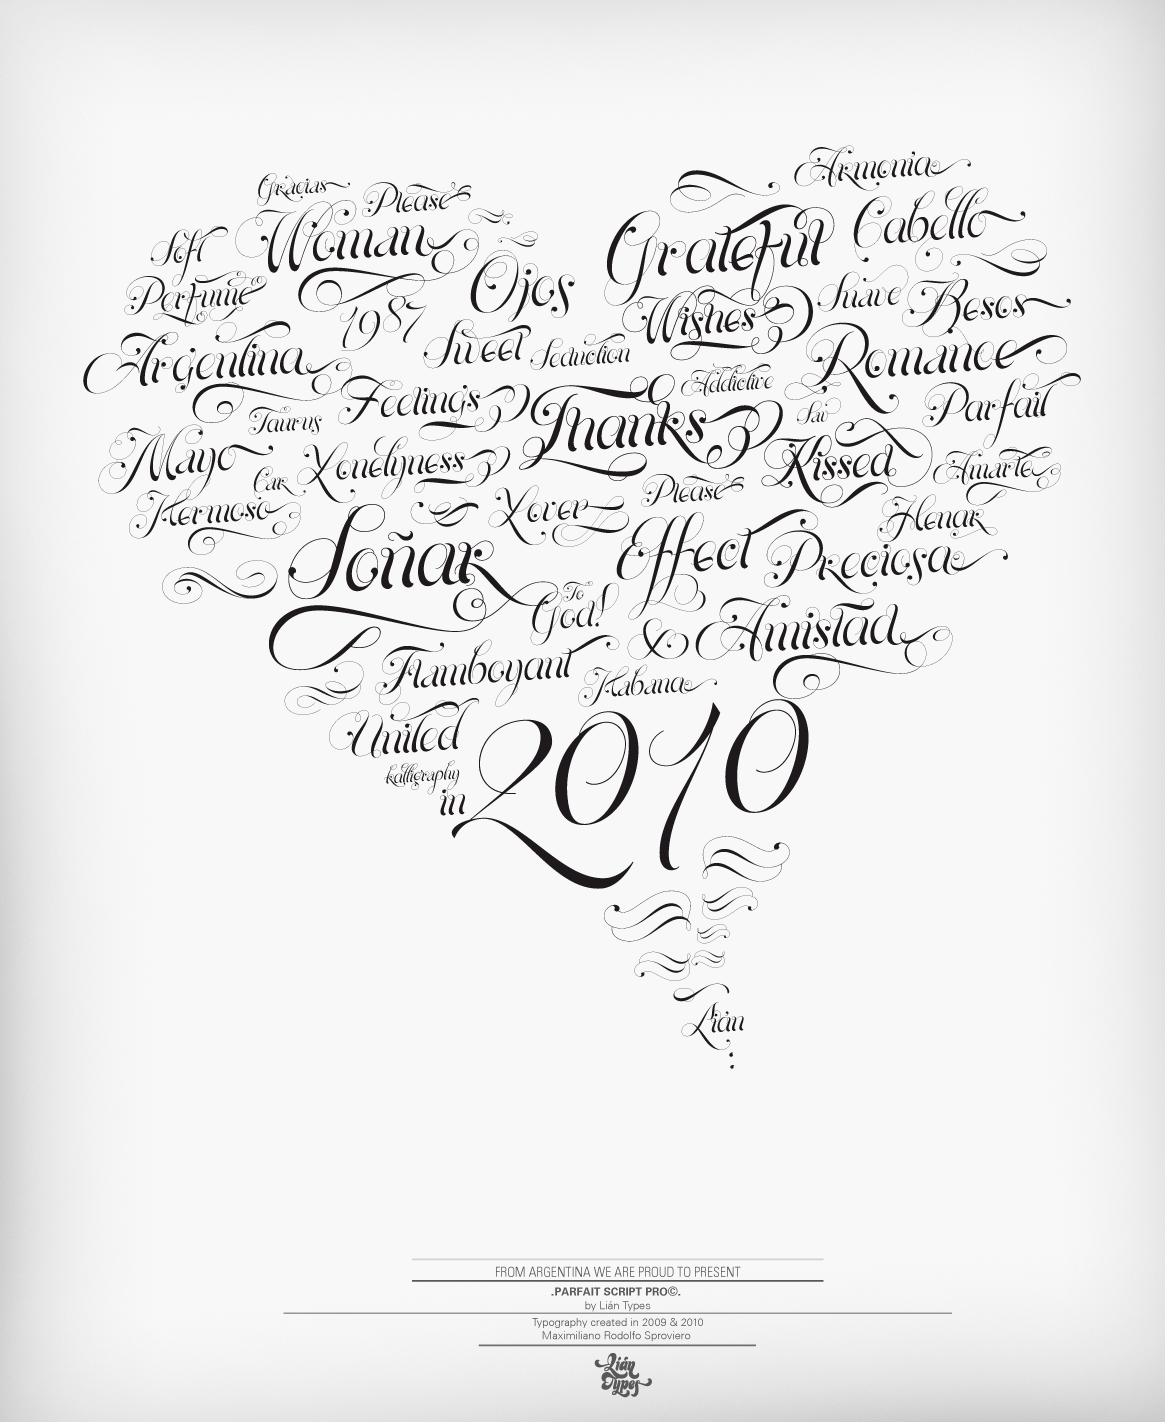 Armonia
Gracias
Please
Grateful
Cabello
Soft
Woman
Ojos
Perfume
1987
Wishes
Suave
Besos
Argentina
Sweet
Seduction
Romance
Taurus
Feelings
Thanks
Addictive
Parfait
Mayo
Car
Lonelyness
Kissed
Amarte
Hermoso
Lover
Please
Henar
Soñar
Effect
Preciosa
To
God!
&
Amistad
Flamboyant
Habana
United
kalligraphy
in
2010
Lián
...
FROM ARGENTINA WE ARE PROUD TO PRESENT
.PARFAIT SCRIPT PRO©.
by Lián Types
Typography created in 2009 & 2010
Maximiliano Rodolfo Sproviero
Lián
Types